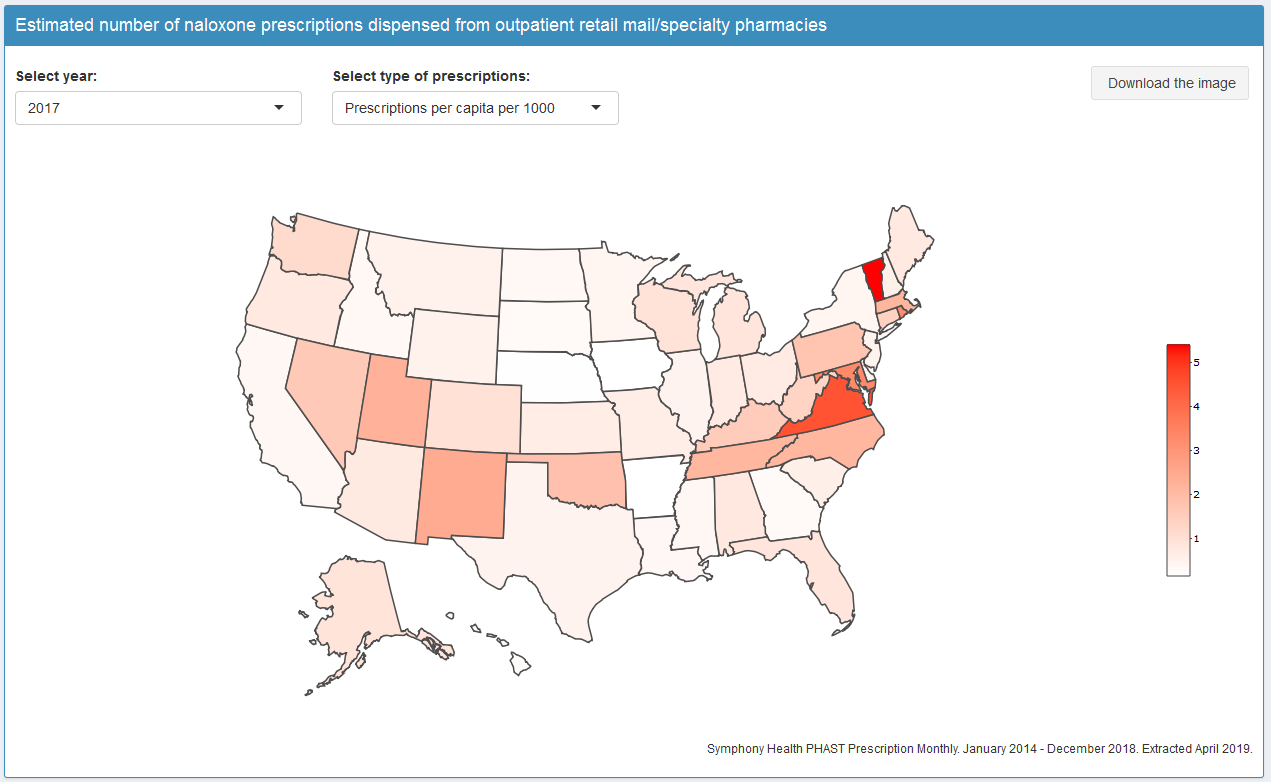 Estimated number of naloxone prescriptions dispensed from outpatient retail mail/specialty pharmacies
Select year:
Select type of prescriptions:
2017
Prescriptions per capita per 1000
Download the image
5
4
3
2
1
Symphony Health PHAST Prescription Monthly. January 2014 - December 2018. Extracted April 2019.